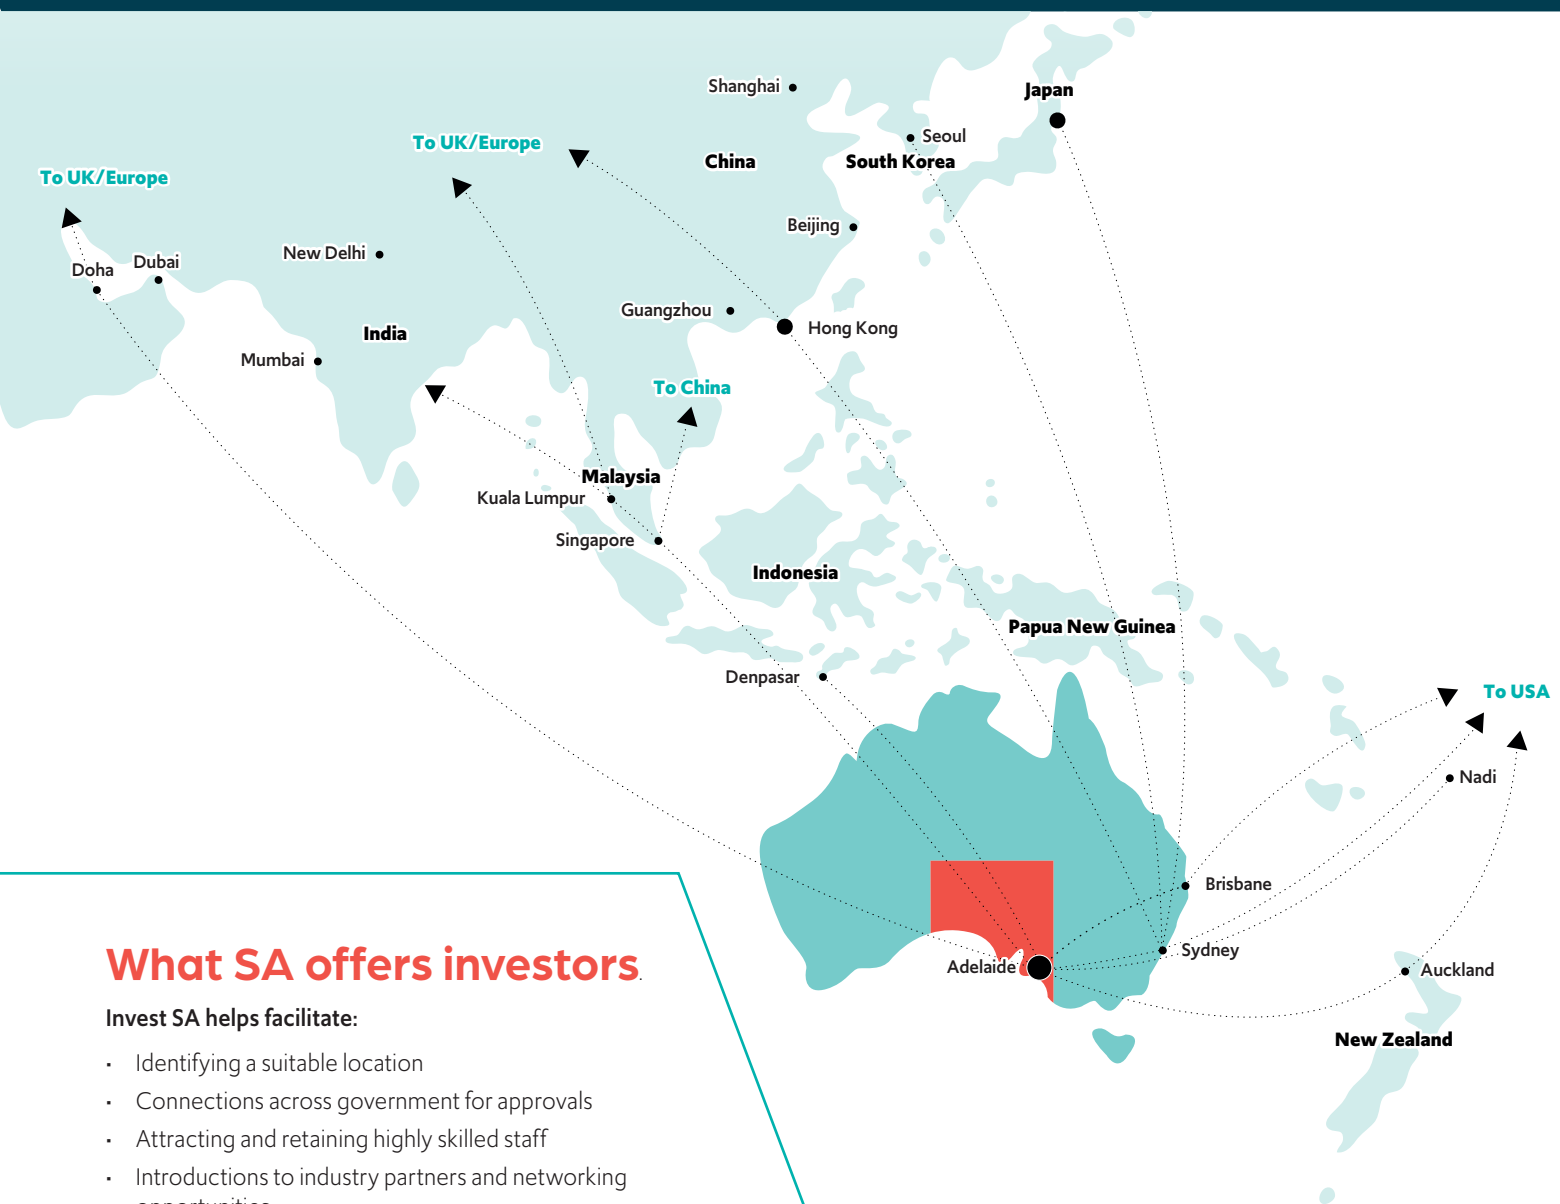 Shanghai
Japan
Seoul
To UK/Europe
China
South Korea
To UK/Europe
Beijing
New Delhi
Dubai
Doha
Guangzhou
Hong Kong
India
Mumbai
To China
Malaysia
Kuala Lumpur
Singapore
Indonesia
Papua New Guinea
Denpasar
To USA
Nadi
Brisbane
Sydney
Adelaide
Auckland
New Zealand
What SA offers investors.
Invest SA helps facilitate:
• Identifying a suitable location
• Connections across government for approvals
• Attracting and retaining highly skilled staff
• Introductions to industry partners and networking
opportunities